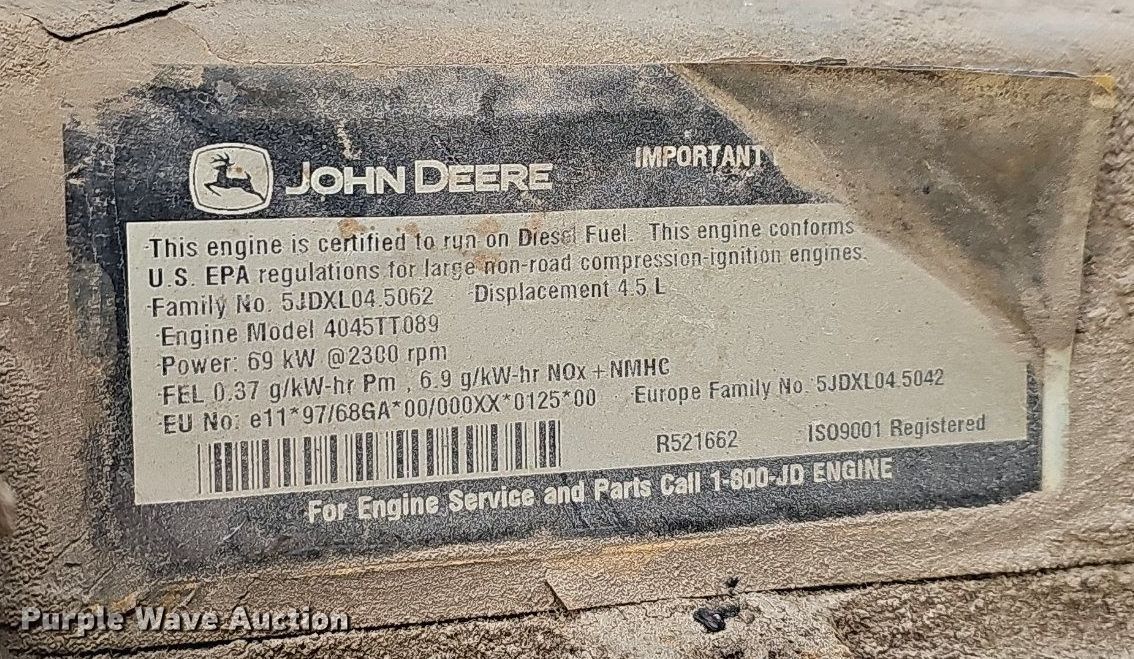 JOHN DEERE
IMPORTANT
This engine is certified to run on Diesel Fuel. This engine conforms
U.S. EPA regulations for large non-road compression-ignition engines.
Family No. 5JDXL04.5062 Displacement 4.5 L
Engine Model 4045TT089
Power: 69 kW @2300 rpm
FEL 0.37 g/kW-hr Pm , 6.9 g/kW-hr NOx + NMHC
EU No: e11*97/68GA*00/000XX*0125*00 Europe Family No. 5JDXL04.5042
R521662 ISO9001 Registered
For Engine Service and Parts Call 1-800-JD ENGINE
Purple Wave Auction